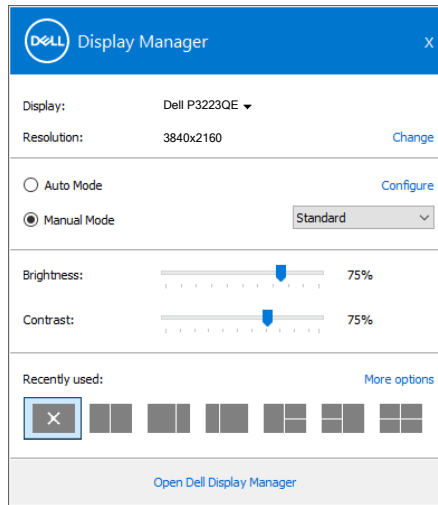 DELL Display Manager X
Display: Dell P3223QE
Resolution: 3840x2160 Change
Auto Mode Configure
Manual Mode Standard
Brightness: 75%
Contrast: 75%
Recently used: More options
Open Dell Display Manager